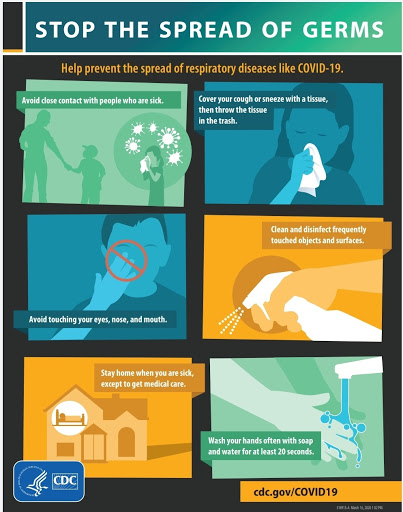 STOP THE SPREAD OF GERMS
Help prevent the spread of respiratory diseases like COVID-19.
Avoid close contact with people who are sick.
Cover your cough or sneeze with a tissue,
then throw the tissue
in the trash.
Avoid touching your eyes, nose, and mouth.
Clean and disinfect frequently
touched objects and surfaces.
Stay home when you are sick,
except to get medical care.
Wash your hands often with soap
and water for at least 20 seconds.
CDC
cdc.gov/COVID19